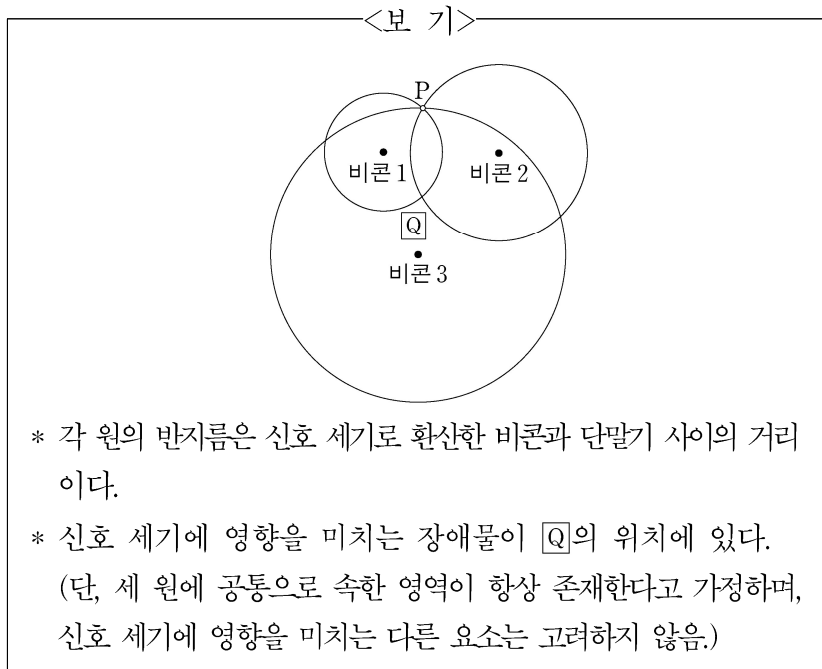 <보 기>
P
비콘 1
비콘 2
Q
비콘 3
* 각 원의 반지름은 신호 세기로 환산한 비콘과 단말기 사이의 거리
이다.
* 신호 세기에 영향을 미치는 장애물이 Q의 위치에 있다.
(단, 세 원에 공통으로 속한 영역이 항상 존재한다고 가정하며,
신호 세기에 영향을 미치는 다른 요소는 고려하지 않음.)